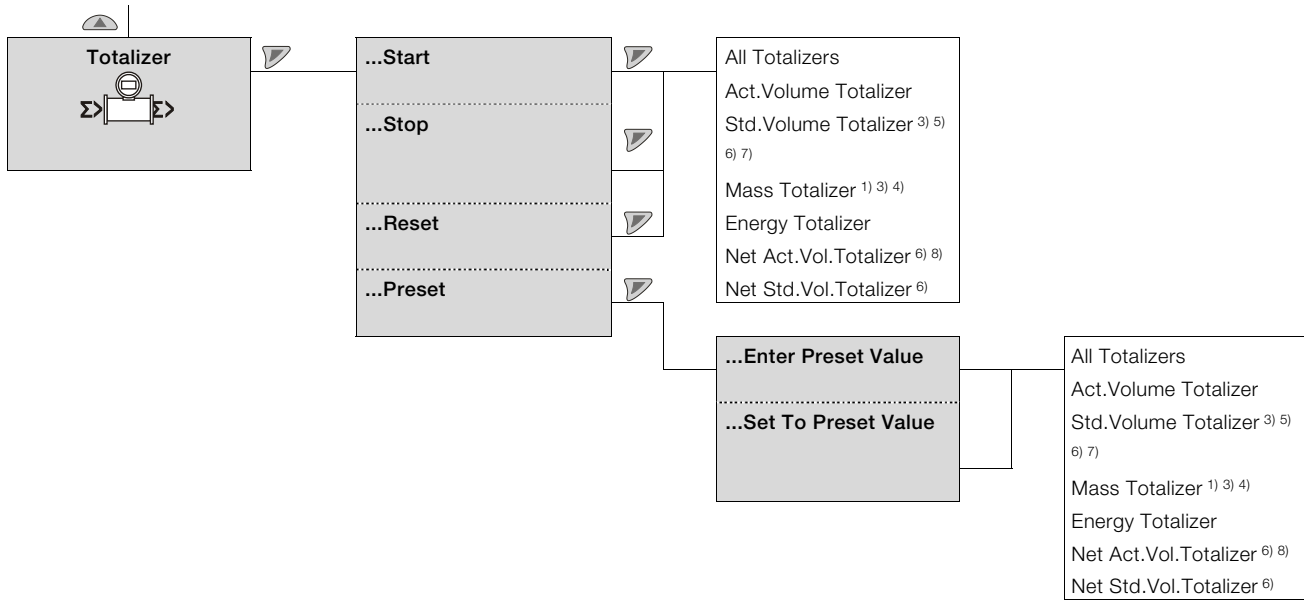 Totalizer
Σ> Σ>
...Start
...Stop
...Reset
...Preset
All Totalizers
Act.Volume Totalizer
Std.Volume Totalizer 3) 5)
6) 7)
Mass Totalizer 1) 3) 4)
Energy Totalizer
Net Act.Vol.Totalizer 6) 8)
Net Std.Vol.Totalizer 6)
...Enter Preset Value
...Set To Preset Value
All Totalizers
Act.Volume Totalizer
Std.Volume Totalizer 3) 5)
6) 7)
Mass Totalizer 1) 3) 4)
Energy Totalizer
Net Act.Vol.Totalizer 6) 8)
Net Std.Vol.Totalizer 6)